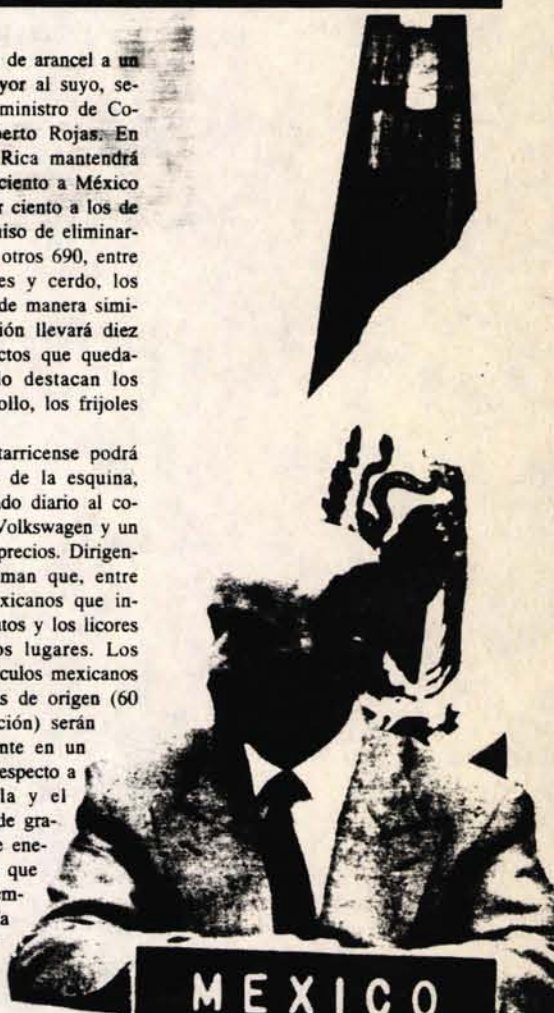 de arancel a un
yor al suyo, se-
ministro de Co-
berto Rojas. En
Rica mantendrá
ciento a México
r ciento a los de
niso de eliminar-
otros 690, entre
es y cerdo, los
de manera simi-
ión llevará diez
ctos que queda-
lo destacan los
ollo, los frijoles
tarricense podrá
de la esquina,
ndo diario al co-
Volkswagen y un
precios. Dirigen-
man que, entre
xicanos que in-
ntos y los licores
os lugares. Los
culos mexicanos
s de origen (60
ción) serán
nte en un
especto a
la y el
de gra-
e ene-
que
em-
a
MEXICO